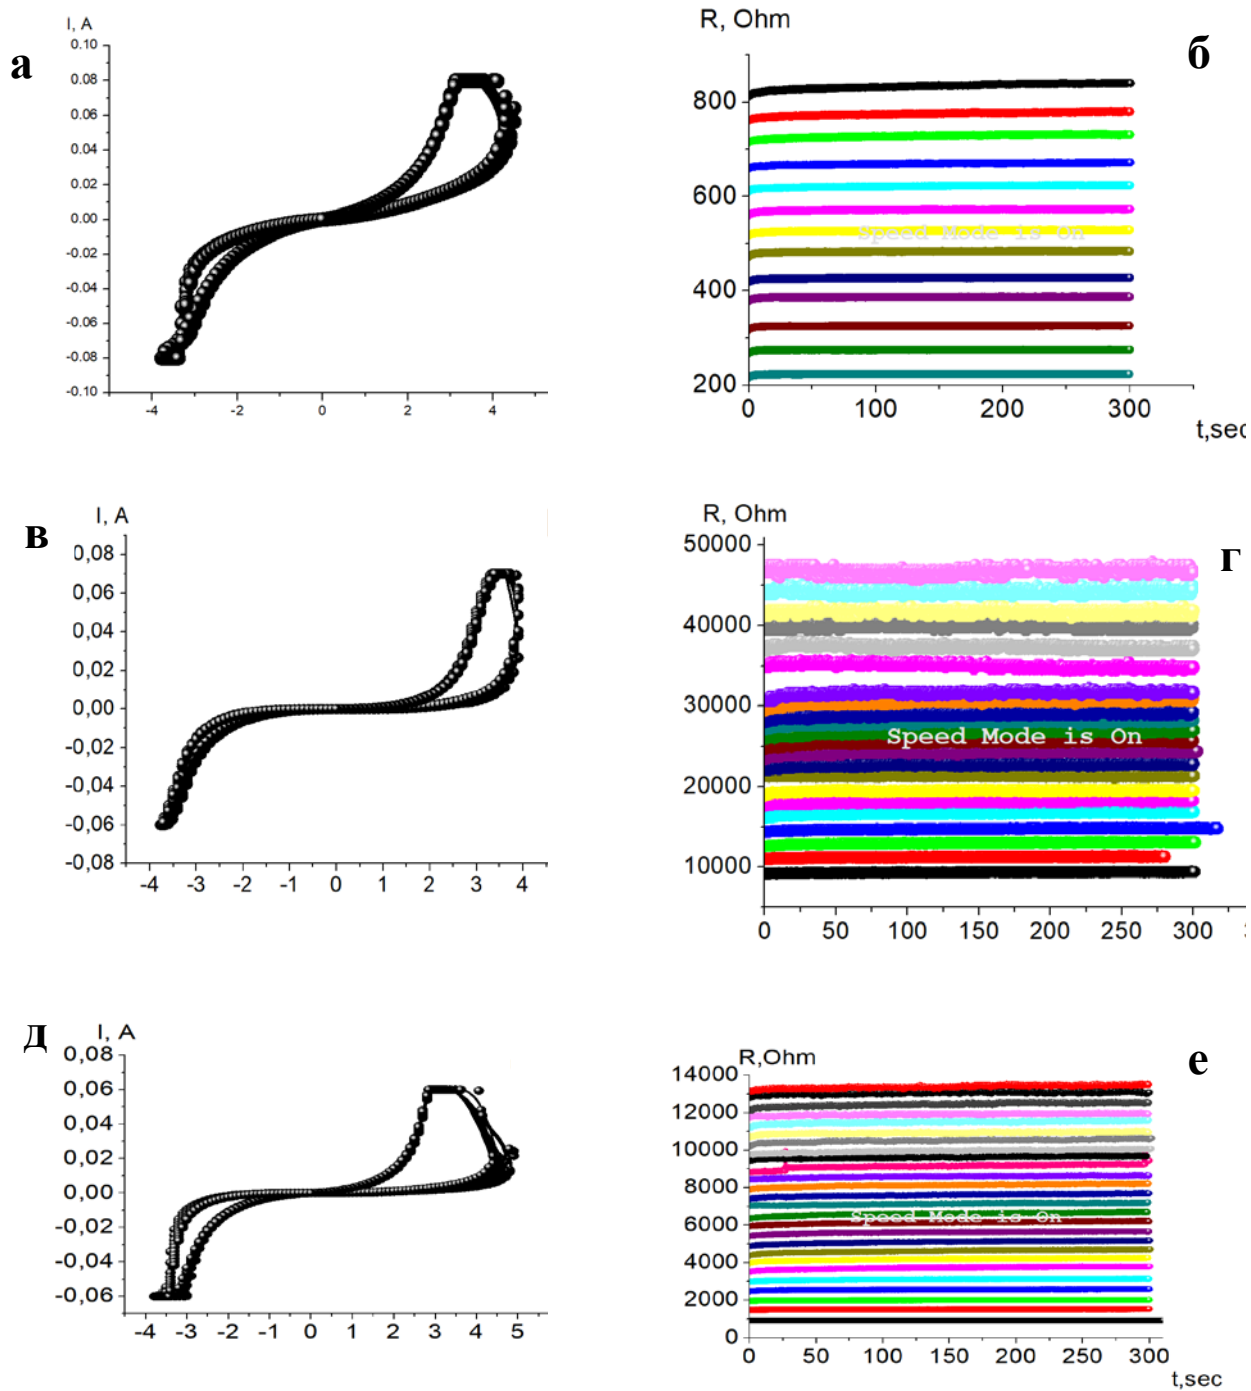 I, A
а
0.10
0.08
0.06
0.04
0.02
0.00
-0.02
-0.04
-0.06
-0.08
-0.10
-4 -2 0 2 4
R, Ohm
б
800
600
400
200
Speed Mode is On
0 100 200 300
t,sec
I, A
в
0,08
0,06
0,04
0,02
0,00
-0,02
-0,04
-0,06
-0,08
-4 -3 -2 -1 0 1 2 3 4
R, Ohm
г
50000
40000
30000
20000
10000
Speed Mode is On
0 50 100 150 200 250 300
I, A
д
0,08
0,06
0,04
0,02
0,00
-0,02
-0,04
-0,06
-4 -3 -2 -1 0 1 2 3 4 5
R,Ohm
е
14000
12000
10000
8000
6000
4000
2000
0
Speed Mode is On
0 50 100 150 200 250 300
t,sec